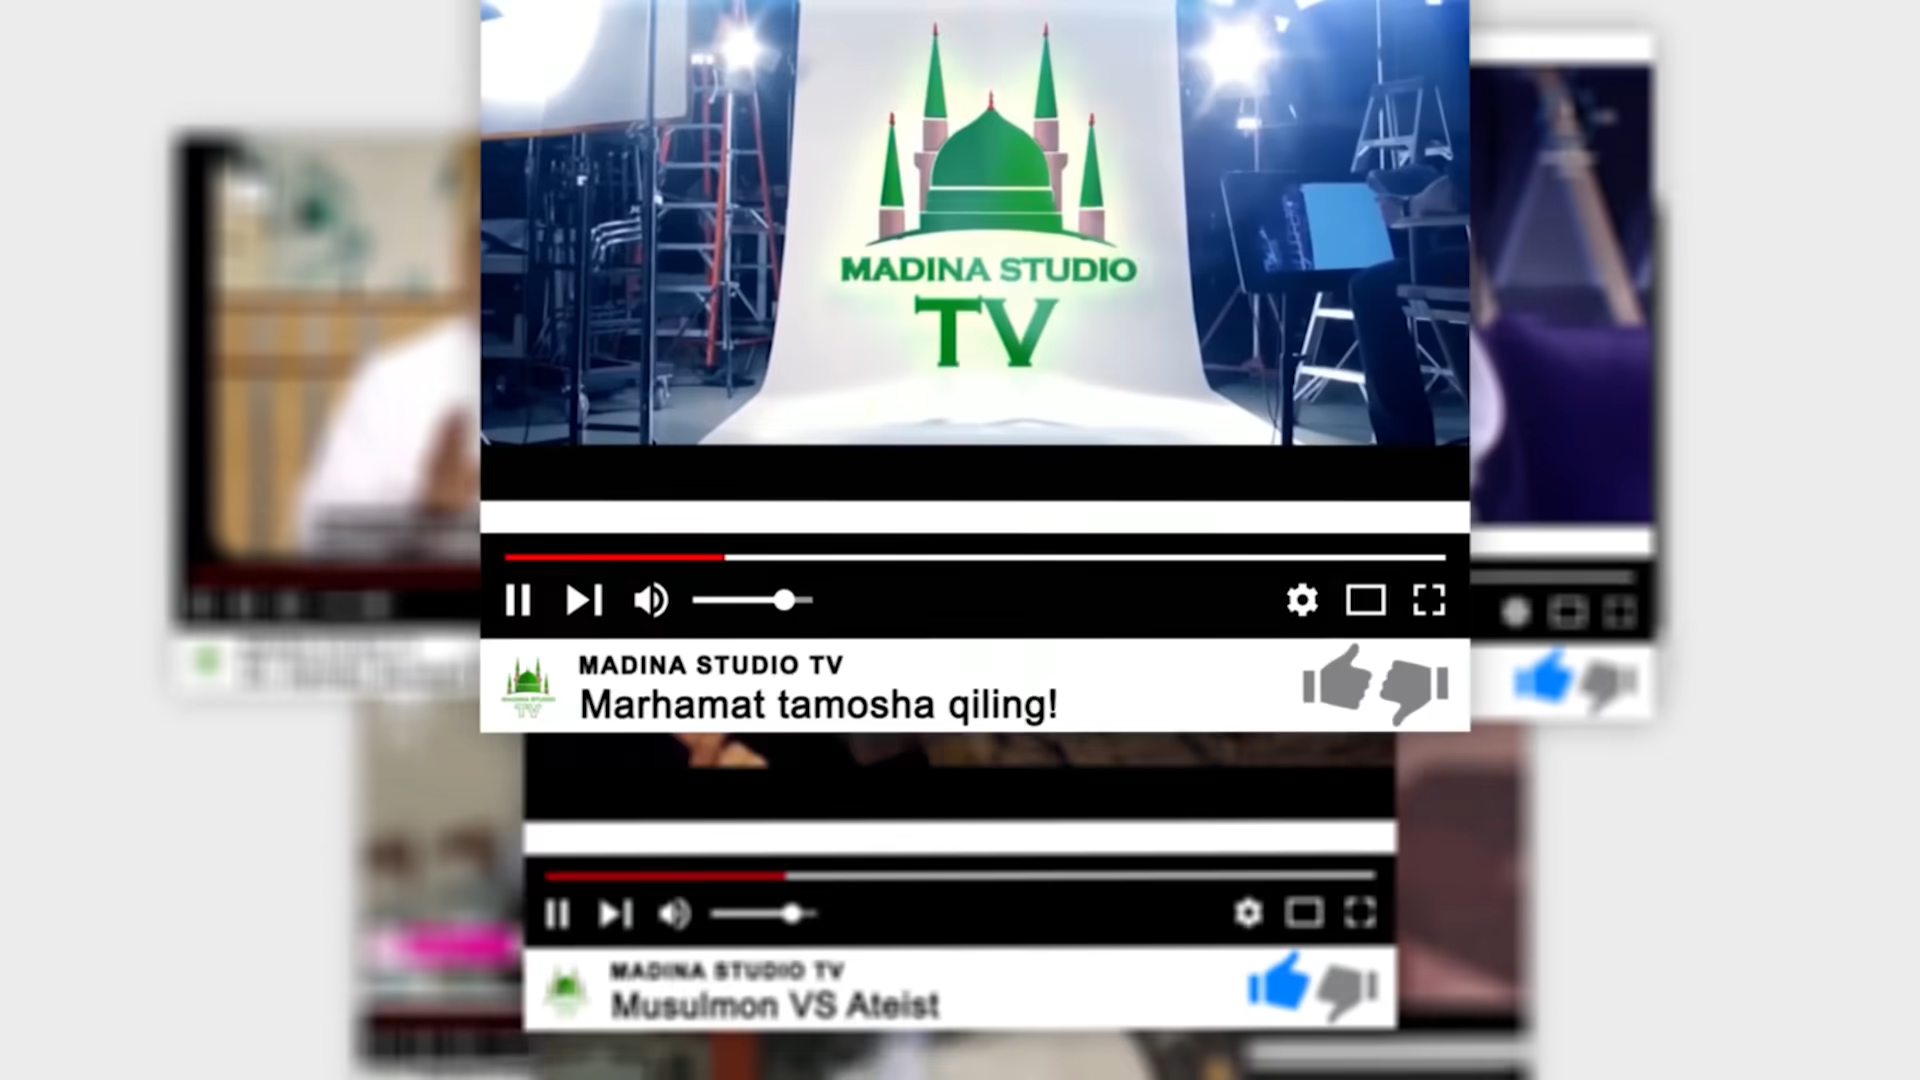 MADINA STUDIO
TV
MADINA STUDIO TV
Marhamat tamosha qiling!
MADINA STUDIO TV
Musulmon VS Ateist